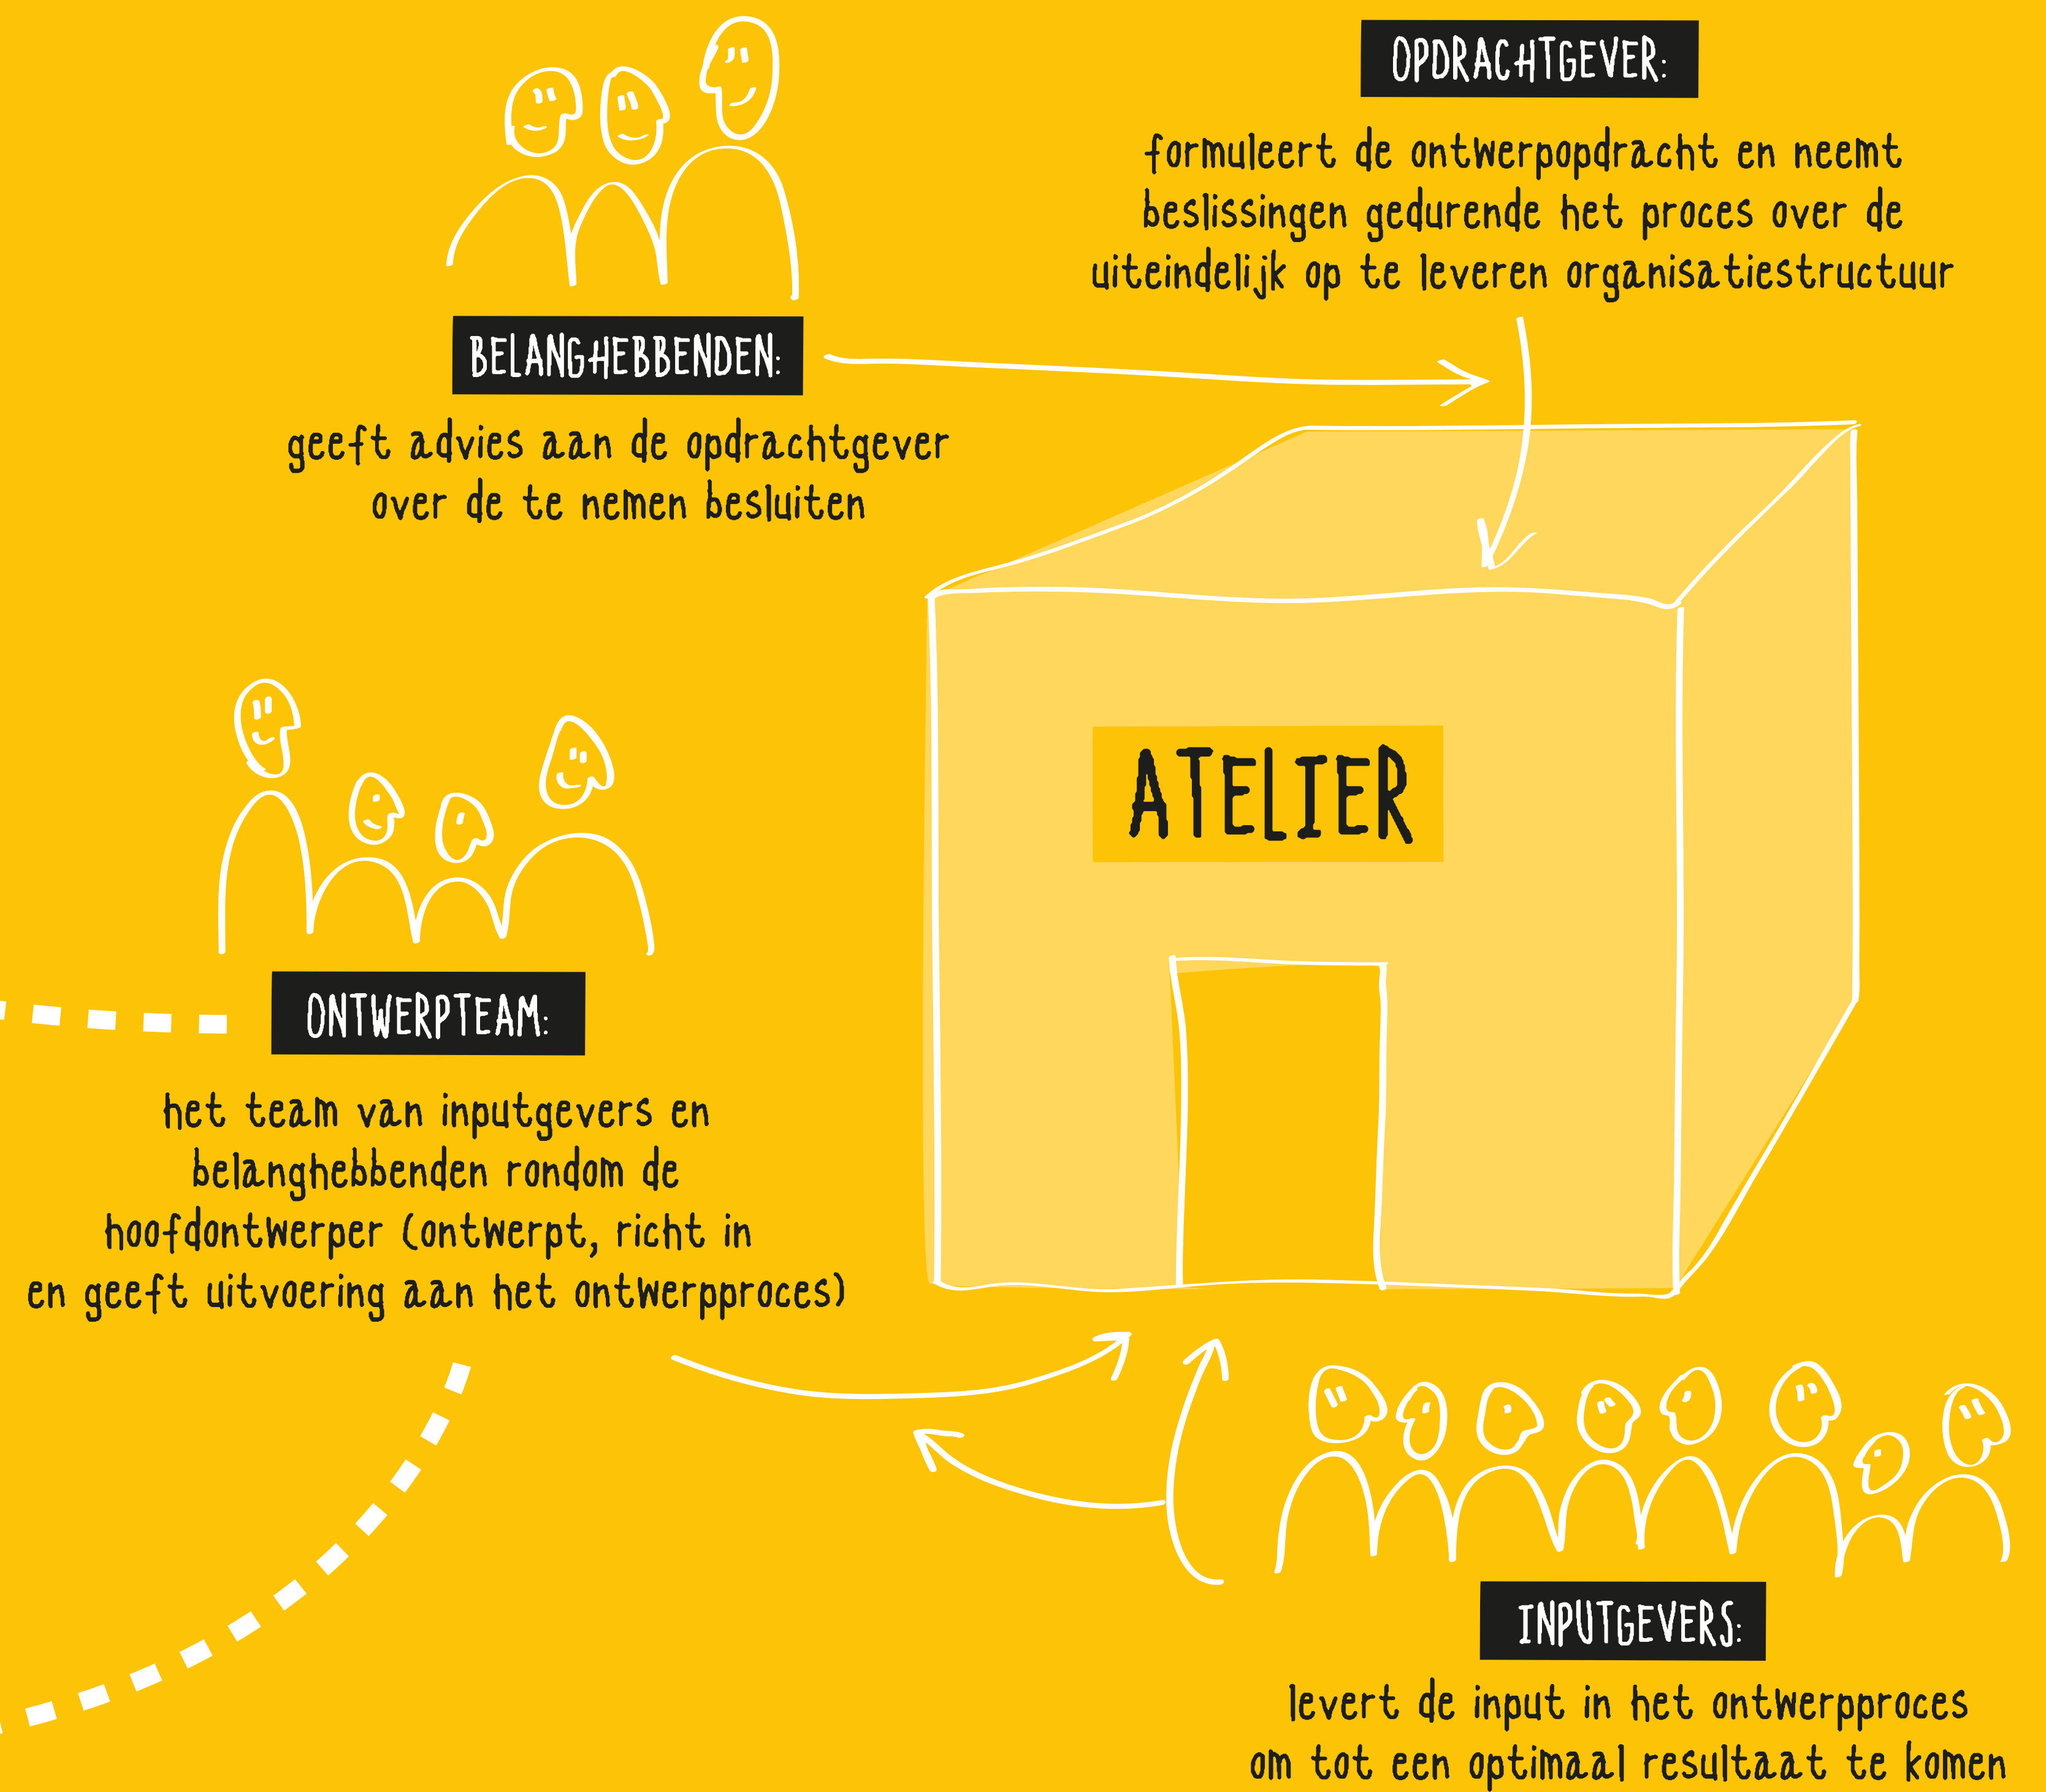 OPDRACHTGEVER:
formuleert de ontwerpopdracht en neemt
beslissingen gedurende het proces over de
uiteindelijk op te leveren organisatiestructuur
BELANGHEBBENDEN:
geeft advies aan de opdrachtgever
over de te nemen besluiten
ATELIER
ONTWERPTEAM:
het team van inputgevers en
belanghebbenden rondom de
hoofdontwerper (ontwerpt, richt in
en geeft uitvoering aan het ontwerpproces)
INPUTGEVERS:
levert de input in het ontwerpproces
om tot een optimaal resultaat te komen